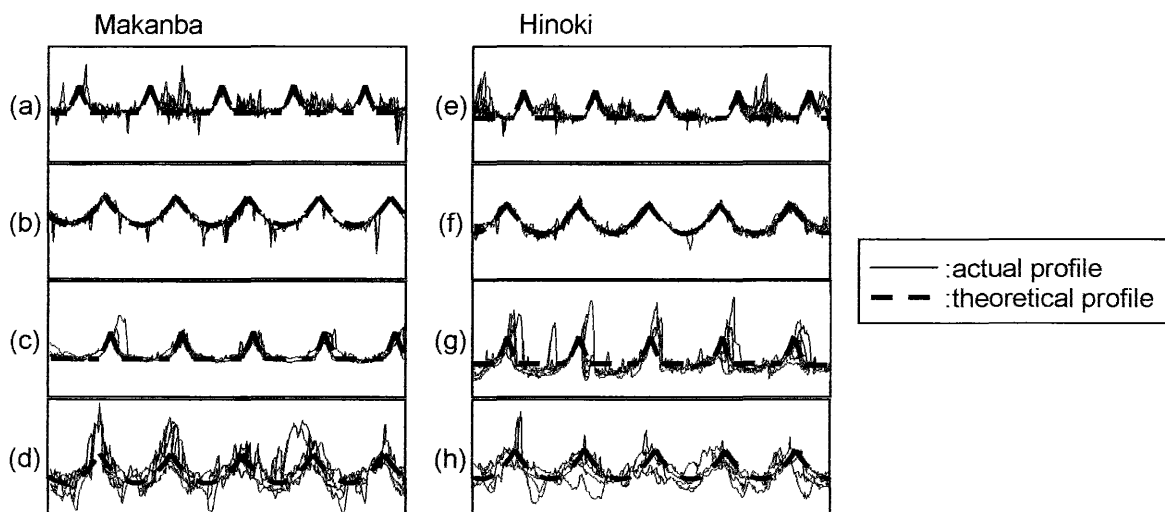 Makanba
Hinoki
(a)
(b)
(c)
(d)
(e)
(f)
(g)
(h)
:actual profile
:theoretical profile